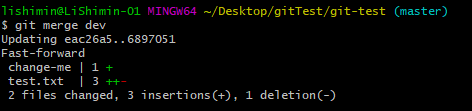 lishimin@LiShimin-01 MINGW64 ~/Desktop/gitTest/git-test (master)
$ git merge dev
Updating eac26a5..6897051
Fast-forward
 change-me | 1 +
 test.txt  | 3 ++-
 2 files changed, 3 insertions(+), 1 deletion(-)